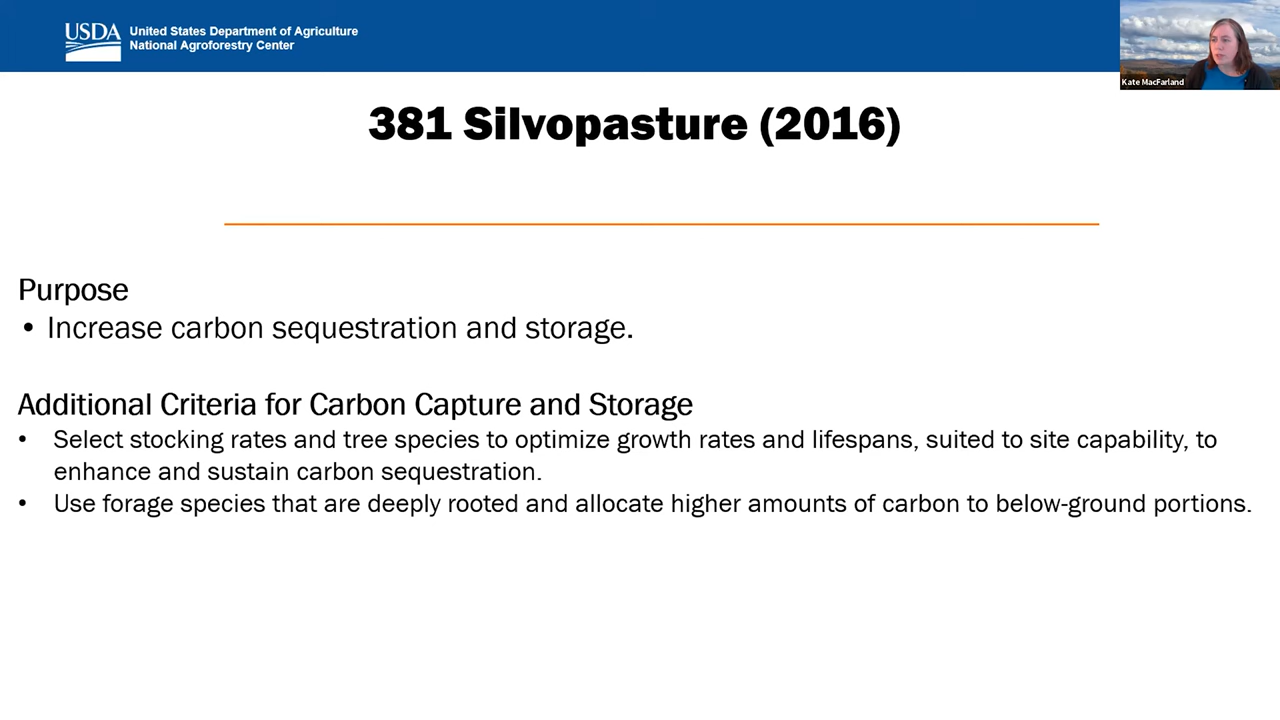 USDA
United States Department of Agriculture
National Agroforestry Center
Kate MacFarland
381 Silvopasture (2016)
Purpose
• Increase carbon sequestration and storage.
Additional Criteria for Carbon Capture and Storage
• Select stocking rates and tree species to optimize growth rates and lifespans, suited to site capability, to
enhance and sustain carbon sequestration.
• Use forage species that are deeply rooted and allocate higher amounts of carbon to below-ground portions.